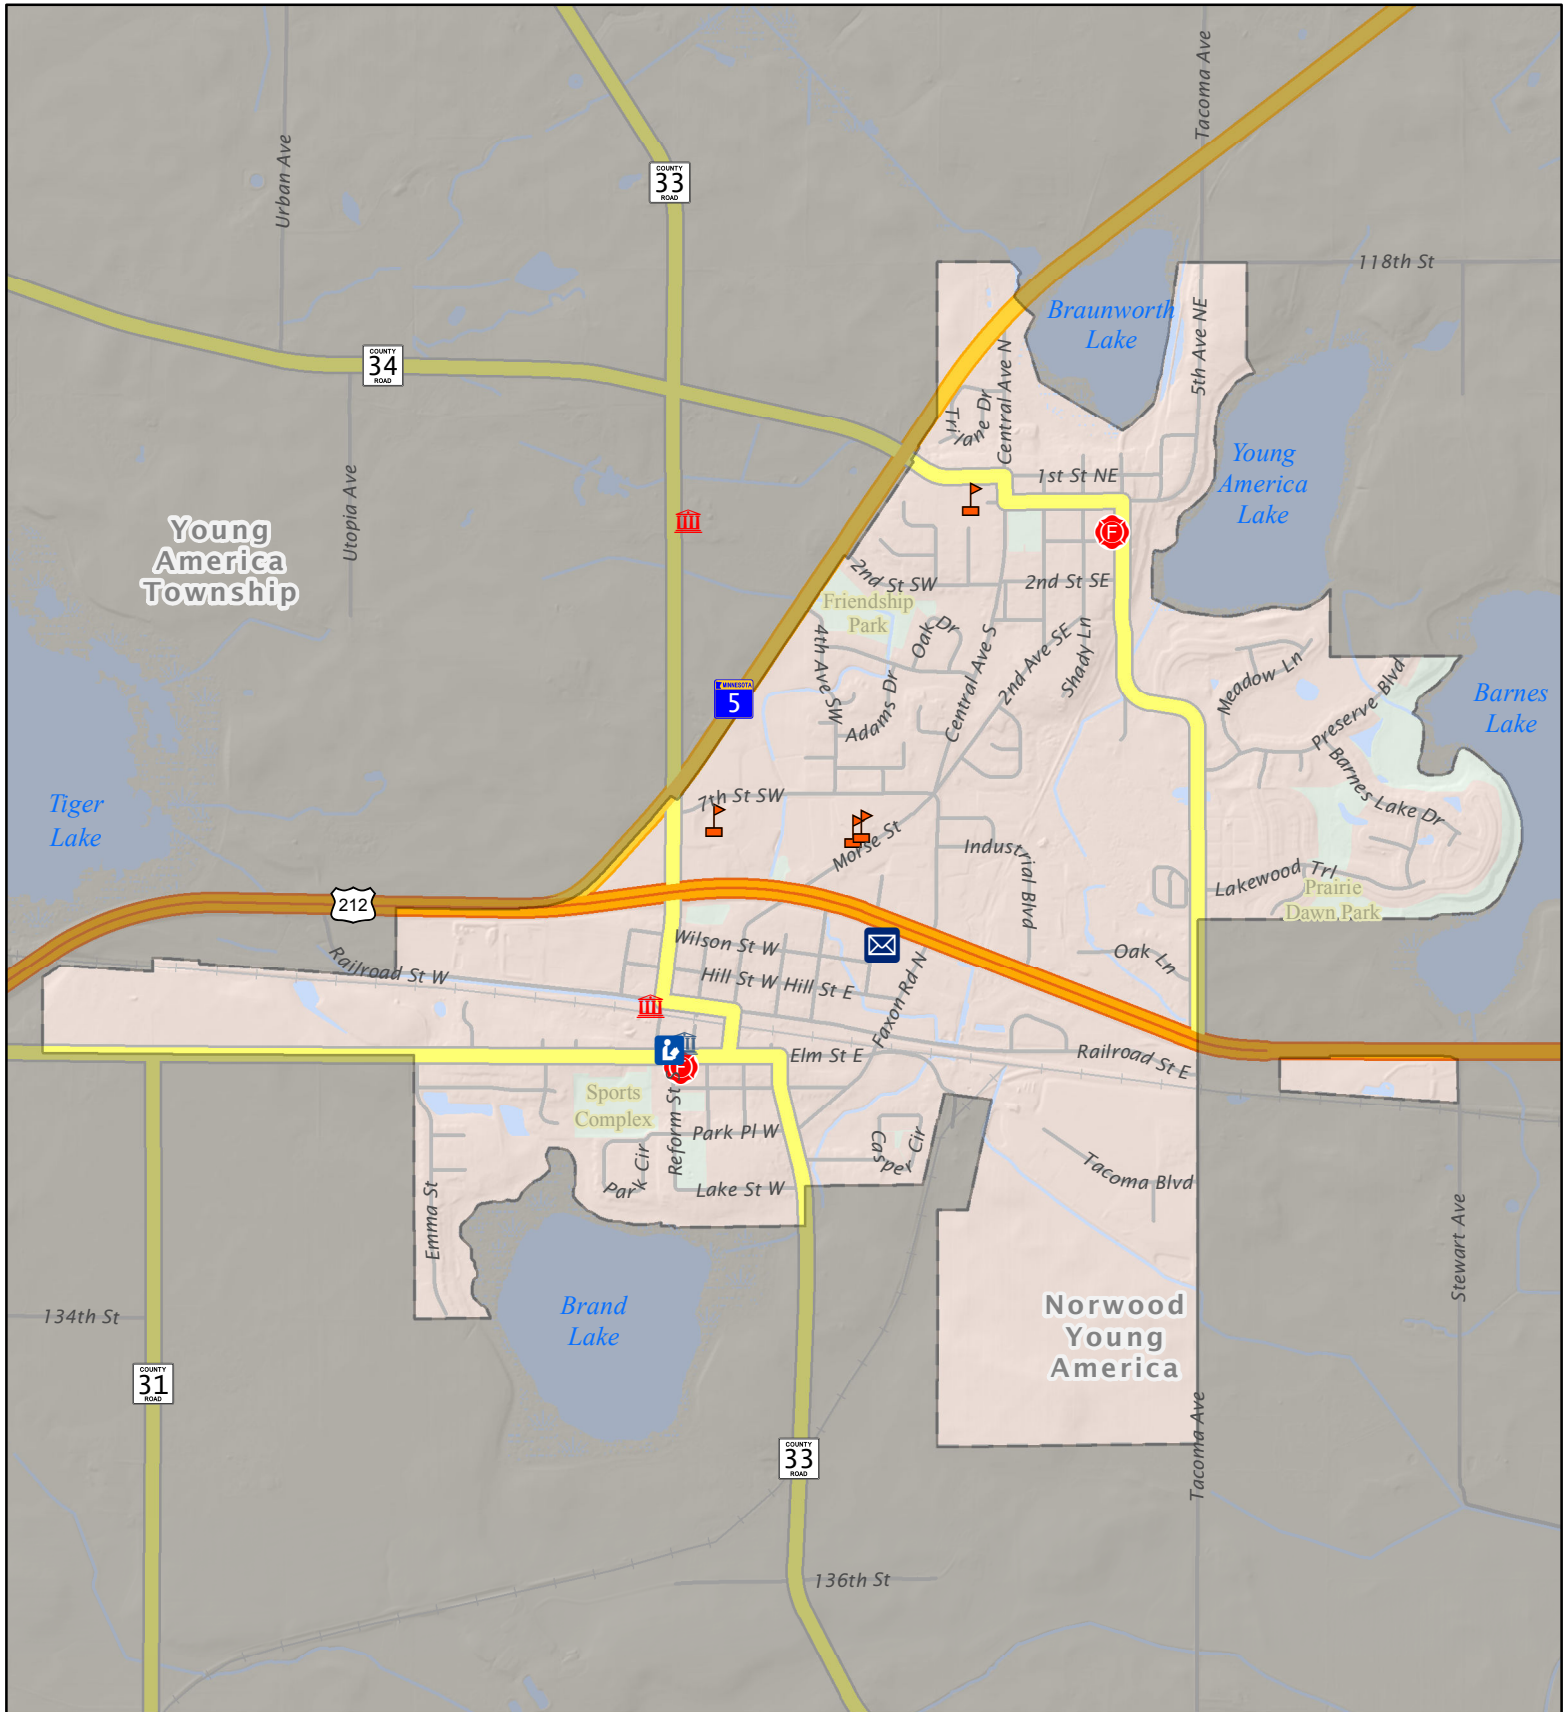 Tacoma Ave
Urban Ave
COUNTY
33
ROAD
118th St
Braunworth
Lake
5th Ave NE
COUNTY
34
ROAD
Central Ave N
Trilane Dr
Young
America
Lake
1st St NE
Utopia Ave
Young
America
Township
F
2nd St SW
2nd St SE
Friendship
Park
Oak Dr
4th Ave SW
Central Ave S
2nd Ave SE
Shady Ln
Meadow Ln
Preserve Blvd
Barnes
Lake
MINNESOTA
5
Adams Dr
Barnes Lake Dr
Tiger
Lake
7th St SW
Morse St
Industrial Blvd
Lakewood Trl
Prairie
Dawn Park
212
Wilson St W
Oak Ln
Railroad St W
Hill St W
Hill St E
Faxon Rd N
Elm St E
Railroad St E
F
Sports
Complex
Reform St
Park Pl W
Casper Cir
Park Cir
Lake St W
Tacoma Blvd
Emma St
Stewart Ave
Brand
Lake
134th St
Norwood
Young
America
COUNTY
31
ROAD
Tacoma Ave
COUNTY
33
ROAD
136th St